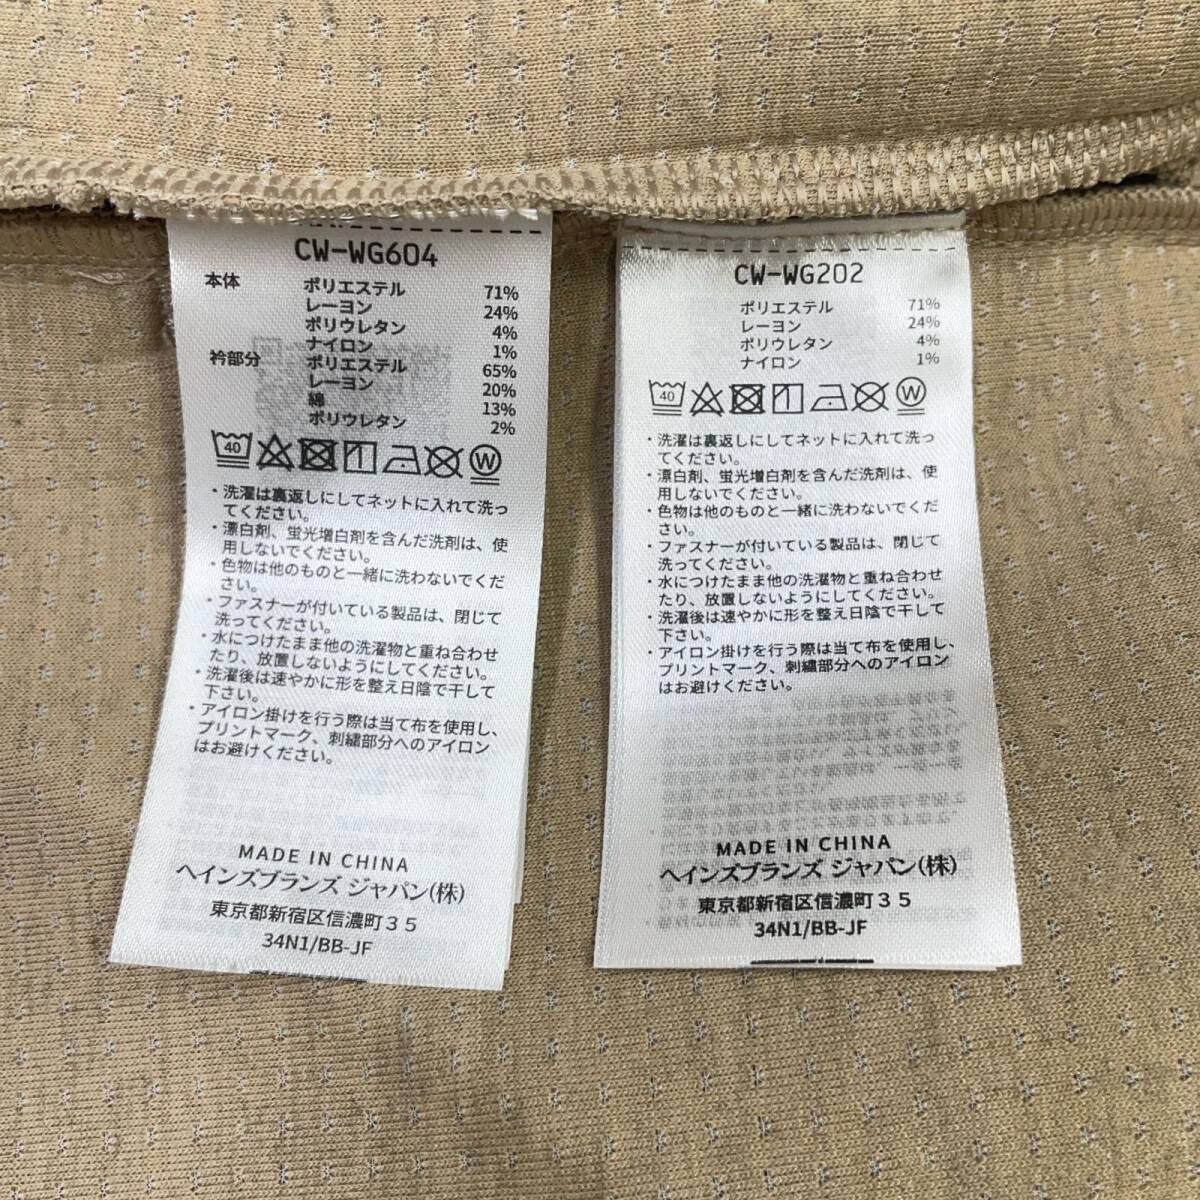 CW-WG604
本体 ポリエステル 71%
レーヨン 24%
ポリウレタン 4%
ナイロン 1%
衿部分 ポリエステル 65%
レーヨン 20%
綿 13%
ポリウレタン 2%
40 W
・洗濯は裏返しにしてネットに入れて洗っ
てください。
・漂白剤、蛍光増白剤を含んだ洗剤は、使
用しないでください。
・色物は他のものと一緒に洗わないでくだ
さい。
・ファスナーが付いている製品は、閉じて
洗ってください。
・水につけたまま他の洗濯物と重ね合わせ
たり、放置しないようにしてください。
・洗濯後は速やかに形を整え日陰で干して
下さい。
・アイロン掛けを行う際は当て布を使用し、
プリントマーク、刺繍部分へのアイロン
はお避けください。
MADE IN CHINA
ヘインズブランズ ジャパン(株)
東京都新宿区信濃町35
34N1/BB-JF
CW-WG202
ポリエステル 71%
レーヨン 24%
ポリウレタン 4%
ナイロン 1%
40 W
・洗濯は裏返しにしてネットに入れて洗っ
てください。
・漂白剤、蛍光増白剤を含んだ洗剤は、使
用しないでください。
・色物は他のものと一緒に洗わないでくだ
さい。
・ファスナーが付いている製品は、閉じて
洗ってください。
・水につけたまま他の洗濯物と重ね合わせ
たり、放置しないようにしてください。
・洗濯後は速やかに形を整え日陰で干して
下さい。
・アイロン掛けを行う際は当て布を使用し、
プリントマーク、刺繍部分へのアイロン
はお避けください。
MADE IN CHINA
ヘインズブランズ ジャパン(株)
東京都新宿区信濃町35
34N1/BB-JF